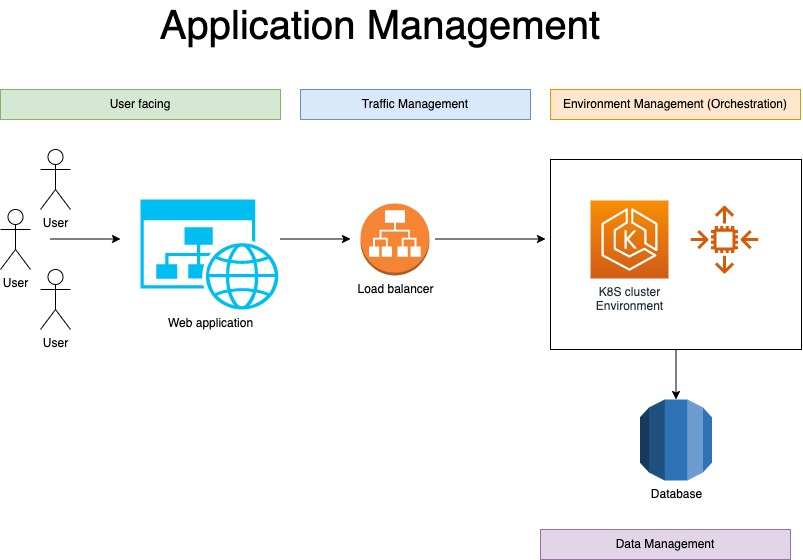 Application Management
User facing
Traffic Management
Environment Management (Orchestration)
User
User
User
Web application
Load balancer
K
K8S cluster
Environment
Database
Data Management